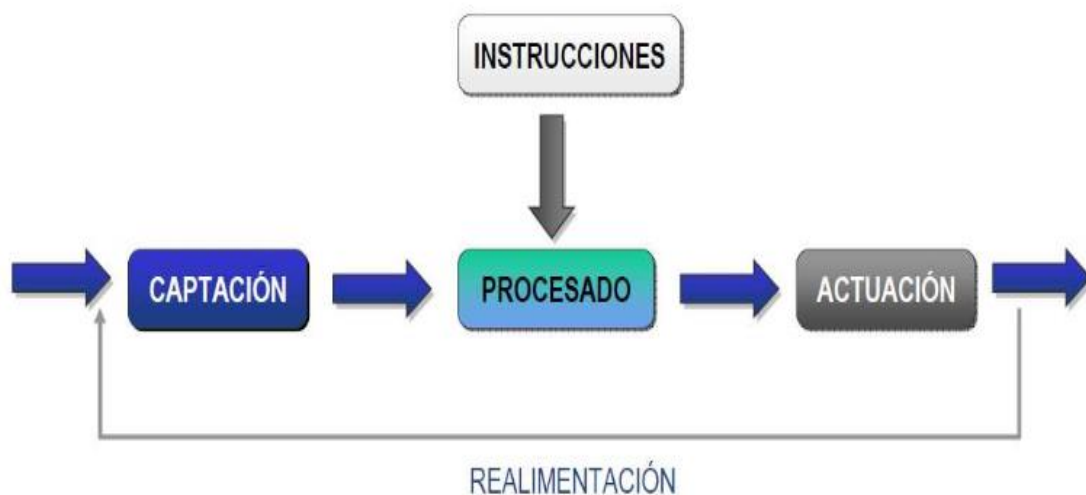 INSTRUCCIONES
CAPTACIÓN
PROCESADO
ACTUACIÓN
REALIMENTACIÓN